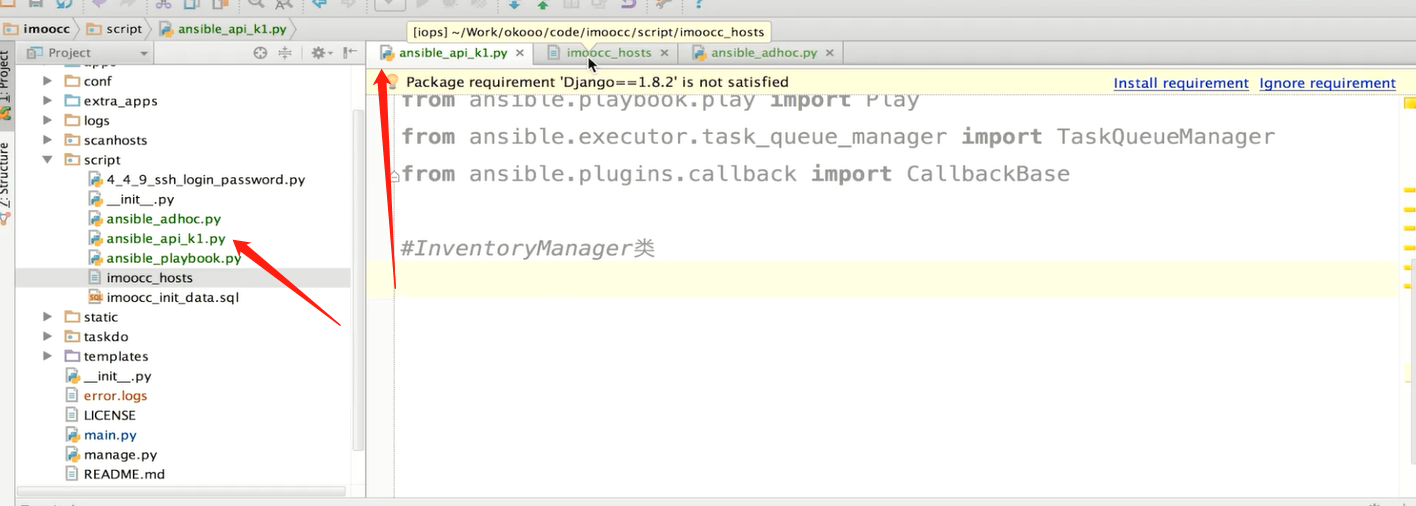 imoocc script ansible_api_k1.py
[iops] ~/Work/okooo/code/imoocc/script/imoocc_hosts
1: Project
Z: Structure
Project
conf
extra_apps
logs
scanhosts
script
4_4_9_ssh_login_password.py
__init__.py
ansible_adhoc.py
ansible_api_k1.py
ansible_playbook.py
imoocc_hosts
imoocc_init_data.sql
static
taskdo
templates
__init__.py
error.logs
LICENSE
main.py
manage.py
README.md
ansible_api_k1.py imoocc_hosts ansible_adhoc.py
Package requirement 'Django==1.8.2' is not satisfied Install requirement Ignore requirement
from ansible.playbook.play import Play
from ansible.executor.task_queue_manager import TaskQueueManager
from ansible.plugins.callback import CallbackBase
#InventoryManager类